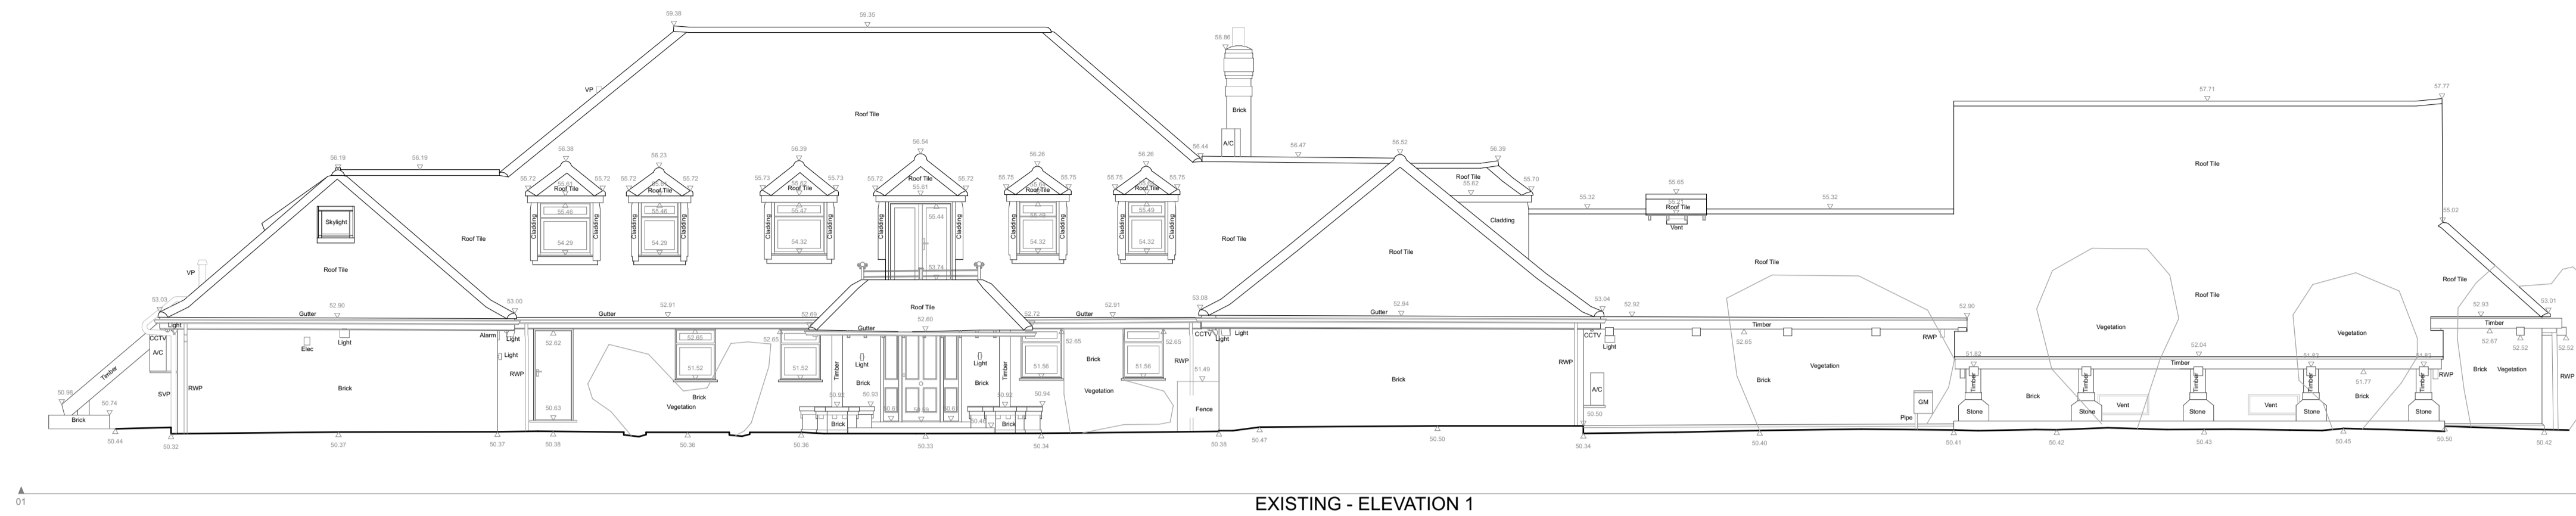 59.38
59.35
58.86
VP
57.71
57.77
Roof Tile
Brick
A/C
56.54
56.38
56.23
56.39
56.26
56.26
56.44
56.47
56.52
56.39
56.19
56.19
Roof Tile
55.72
55.72
Roof Tile
55.72
55.72
Roof Tile
55.73
55.73
Roof Tile
55.72
Roof Tile
55.61
55.72
55.75
55.75
Roof Tile
55.75
55.75
Roof Tile
Roof Tile
55.62
55.70
55.65
Roof Tile
55.32
55.32
Vent
Skylight
55.46
55.46
55.47
55.44
55.49
Cladding
Cladding
Cladding
Cladding
Cladding
Cladding
Cladding
Cladding
Cladding
Cladding
Cladding
Cladding
Cladding
55.02
Roof Tile
Roof Tile
Roof Tile
54.29
54.29
54.32
54.32
54.32
53.74
VP
Roof Tile
Roof Tile
Roof Tile
Roof Tile
53.03
52.90
53.00
52.91
52.69
Roof Tile
52.60
52.72
52.91
53.08
52.94
53.04
52.92
52.90
52.93
53.01
Gutter
Gutter
Gutter
Gutter
Gutter
Light
CCTV
A/C
Elec
Light
Alarm
Light
Light
52.62
52.65
52.65
52.65
52.65
CCTV
Light
Light
CCTV
Light
Timber
52.65
RWP
Timber
52.67
52.52
52.52
Timber
SVP
RWP
Brick
RWP
51.52
51.52
Timber
Light
Brick
Light
Brick
Timber
51.56
Brick
51.56
RWP
51.49
Brick
RWP
A/C
Vegetation
Brick
Vegetation
Vegetation
52.04
Timber
51.82
51.77
RWP
Brick
Vegetation
RWP
50.98
50.74
Brick
50.63
Brick
Vegetation
50.93
50.94
Brick
Brick
Vegetation
Fence
50.50
GM
Pipe
Timber
Timber
Timber
Timber
Timber
Stone
Stone
Stone
Stone
Stone
Brick
Vent
Vent
Brick
50.44
50.32
50.37
50.37
50.38
50.36
50.36
50.33
50.34
50.38
50.47
50.50
50.34
50.40
50.41
50.42
50.43
50.45
50.50
50.42
01
EXISTING - ELEVATION 1